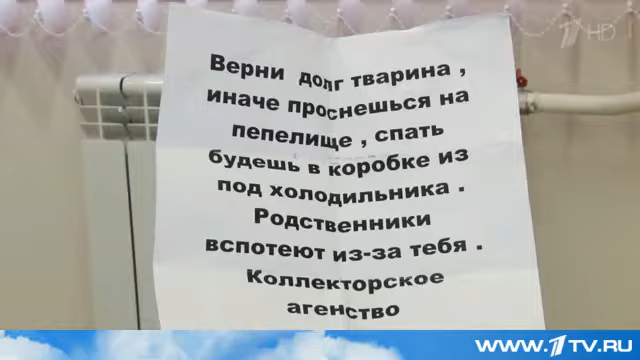 1 HD
Верни долг тварина ,
иначе проснешься на
пепелище , спать
будешь в коробке из
под холодильника .
Родственники
вспотеют из-за тебя .
Коллекторское
агенство
WWW.1TV.RU